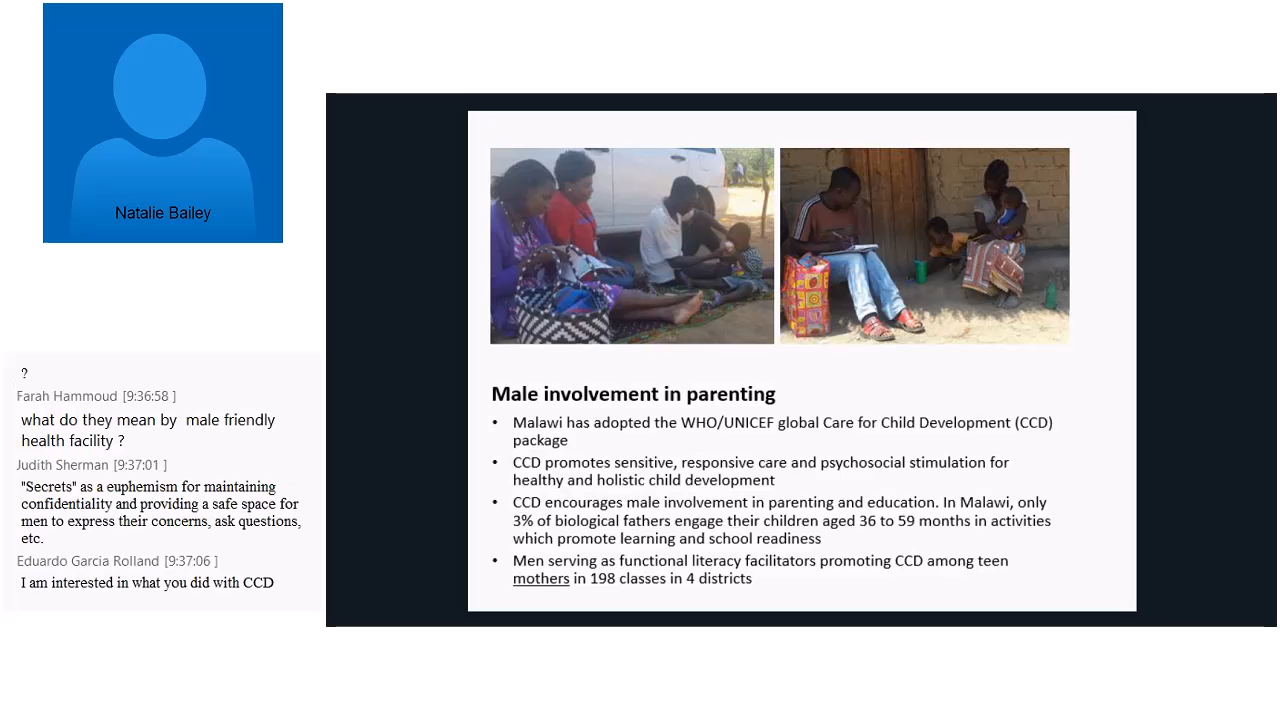 Natalie Bailey
?
Farah Hammoud [9:36:58 ]
what do they mean by  male friendly
health facility ?
Judith Sherman [9:37:01 ]
"Secrets" as a euphemism for maintaining
confidentiality and providing a safe space for
men to express their concerns, ask questions,
etc.
Eduardo Garcia Rolland [9:37:06 ]
I am interested in what you did with CCD
Male involvement in parenting
• Malawi has adopted the WHO/UNICEF global Care for Child Development (CCD)
package
• CCD promotes sensitive, responsive care and psychosocial stimulation for
healthy and holistic child development
• CCD encourages male involvement in parenting and education. In Malawi, only
3% of biological fathers engage their children aged 36 to 59 months in activities
which promote learning and school readiness
• Men serving as functional literacy facilitators promoting CCD among teen
mothers in 198 classes in 4 districts